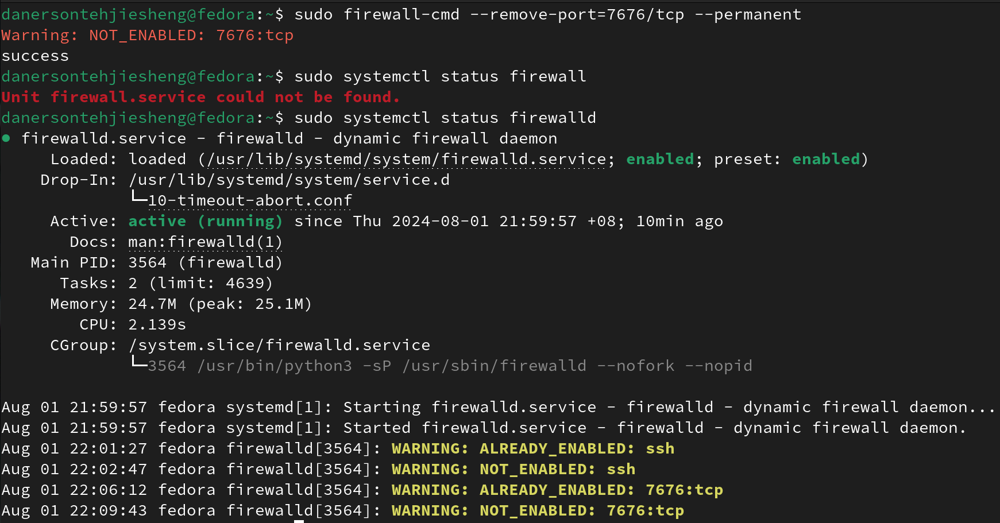 danersontehjiesheng@fedora:~$ sudo firewall-cmd --remove-port=7676/tcp --permanent
Warning: NOT_ENABLED: 7676:tcp
success
danersontehjiesheng@fedora:~$ sudo systemctl status firewall
Unit firewall.service could not be found.
danersontehjiesheng@fedora:~$ sudo systemctl status firewalld
● firewalld.service - firewalld - dynamic firewall daemon
     Loaded: loaded (/usr/lib/systemd/system/firewalld.service; enabled; preset: enabled)
    Drop-In: /usr/lib/systemd/system/service.d
             └─10-timeout-abort.conf
     Active: active (running) since Thu 2024-08-01 21:59:57 +08; 10min ago
       Docs: man:firewalld(1)
   Main PID: 3564 (firewalld)
      Tasks: 2 (limit: 4639)
     Memory: 24.7M (peak: 25.1M)
        CPU: 2.139s
     CGroup: /system.slice/firewalld.service
             └─3564 /usr/bin/python3 -sP /usr/sbin/firewalld --nofork --nopid

Aug 01 21:59:57 fedora systemd[1]: Starting firewalld.service - firewalld - dynamic firewall daemon...
Aug 01 21:59:57 fedora systemd[1]: Started firewalld.service - firewalld - dynamic firewall daemon.
Aug 01 22:01:27 fedora firewalld[3564]: WARNING: ALREADY_ENABLED: ssh
Aug 01 22:02:47 fedora firewalld[3564]: WARNING: NOT_ENABLED: ssh
Aug 01 22:06:12 fedora firewalld[3564]: WARNING: ALREADY_ENABLED: 7676:tcp
Aug 01 22:09:43 fedora firewalld[3564]: WARNING: NOT_ENABLED: 7676:tcp